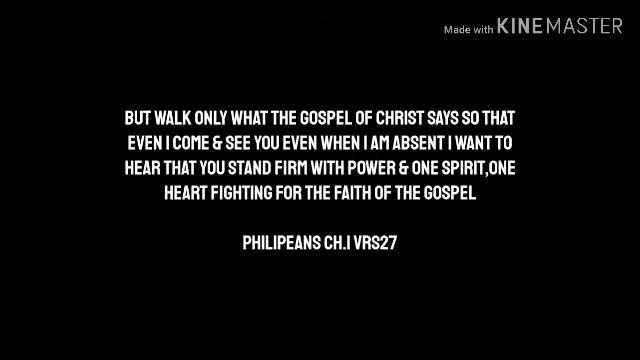 Made with KINEMASTER
BUT WALK ONLY WHAT THE GOSPEL OF CHRIST SAYS SO THAT
EVEN I COME & SEE YOU EVEN WHEN I AM ABSENT I WANT TO
HEAR THAT YOU STAND FIRM WITH POWER & ONE SPIRIT,ONE
HEART FIGHTING FOR THE FAITH OF THE GOSPEL
PHILIPEANS CH.1 VRS27